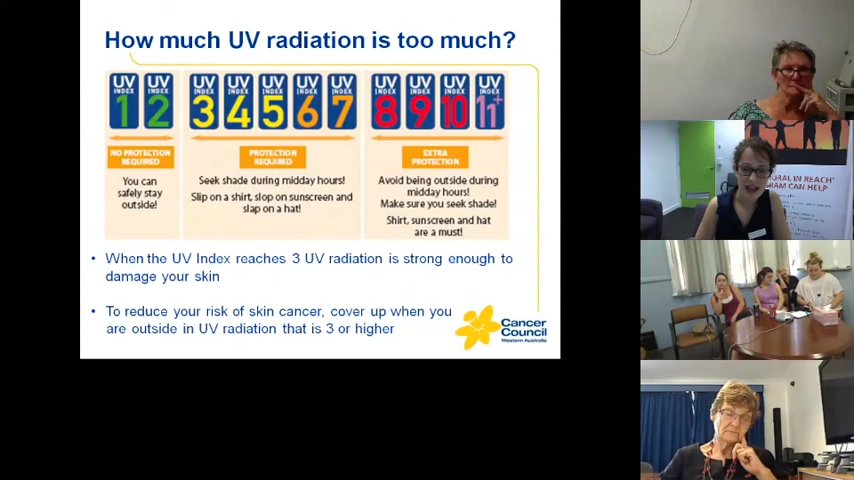 How much UV radiation is too much?
UV INDEX 1 UV INDEX 2 UV INDEX 3 UV INDEX 4 UV INDEX 5 UV INDEX 6 UV INDEX 7 UV INDEX 8 UV INDEX 9 UV INDEX 10 UV INDEX 11+
NO PROTECTION
REQUIRED
You can
safely stay
outside!
PROTECTION
REQUIRED
Seek shade during midday hours!
Slip on a shirt, slop on sunscreen and
slap on a hat!
EXTRA
PROTECTION
Avoid being outside during
midday hours!
Make sure you seek shade!
Shirt, sunscreen and hat
are a must!
• When the UV Index reaches 3 UV radiation is strong enough to
damage your skin
• To reduce your risk of skin cancer, cover up when you
are outside in UV radiation that is 3 or higher
Cancer
Council
Western Australia
URAL IN REACH'
GRAM CAN HELP